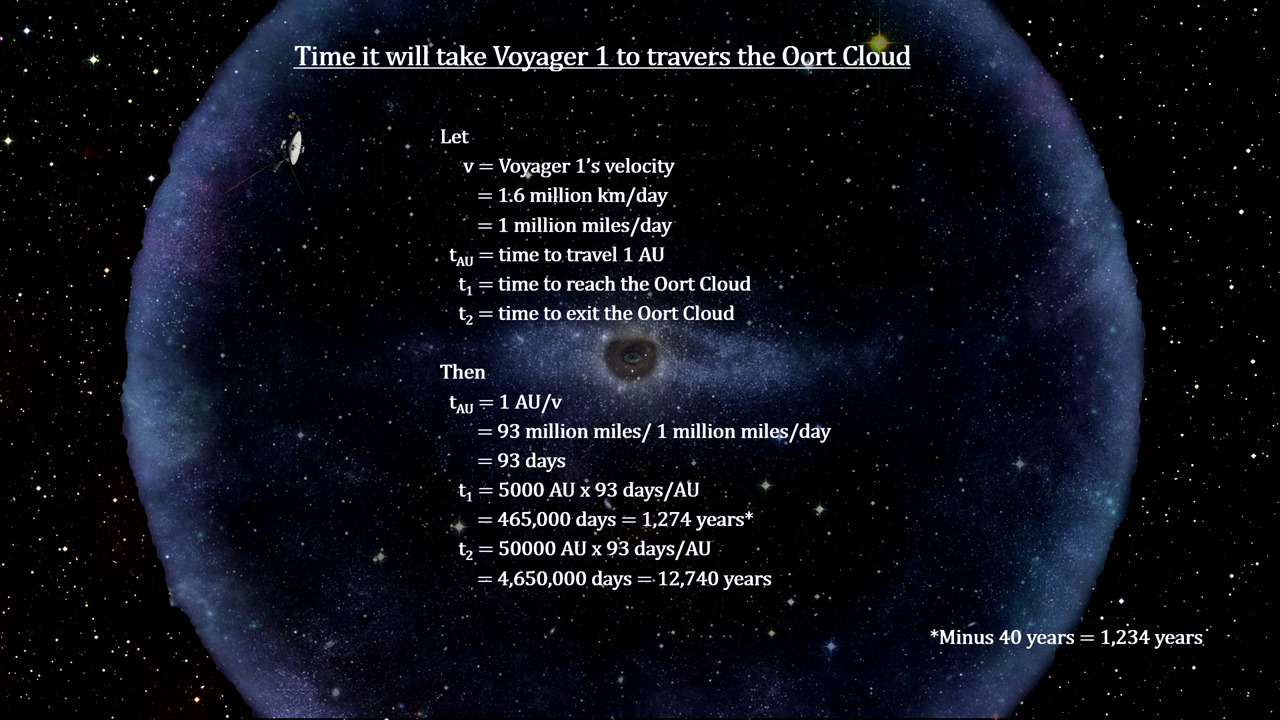 Time it will take Voyager 1 to travers the Oort Cloud
Let
v = Voyager 1’s velocity
= 1.6 million km/day
= 1 million miles/day
t_AU = time to travel 1 AU
t₁ = time to reach the Oort Cloud
t₂ = time to exit the Oort Cloud
Then
t_AU = 1 AU/v
= 93 million miles/ 1 million miles/day
= 93 days
t₁ = 5000 AU x 93 days/AU
= 465,000 days = 1,274 years*
t₂ = 50000 AU x 93 days/AU
= 4,650,000 days = 12,740 years
*Minus 40 years = 1,234 years